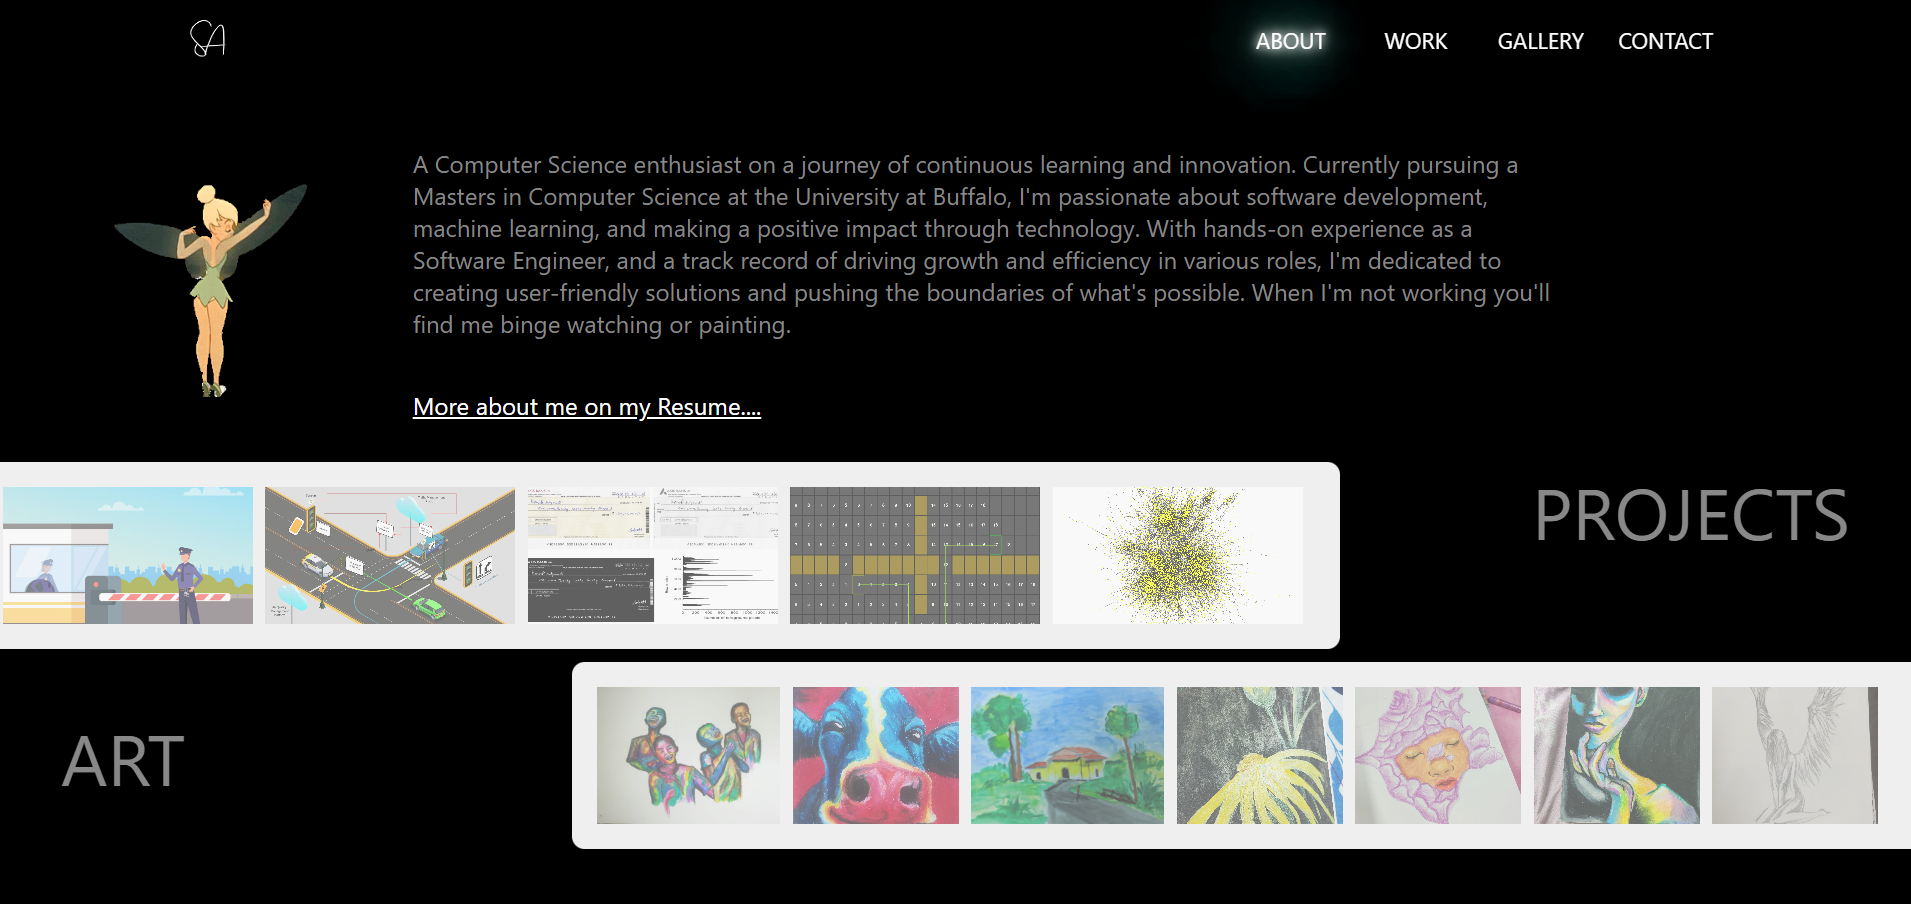 SA
ABOUT WORK GALLERY CONTACT
A Computer Science enthusiast on a journey of continuous learning and innovation. Currently pursuing a
Masters in Computer Science at the University at Buffalo, I'm passionate about software development,
machine learning, and making a positive impact through technology. With hands-on experience as a
Software Engineer, and a track record of driving growth and efficiency in various roles, I'm dedicated to
creating user-friendly solutions and pushing the boundaries of what's possible. When I'm not working you'll
find me binge watching or painting.
More about me on my Resume....
PROJECTS
ART